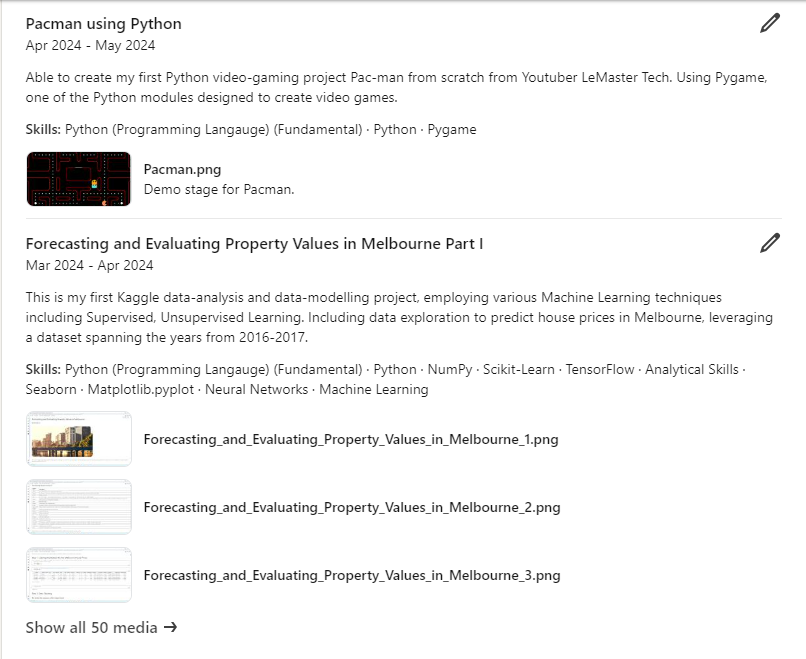 Pacman using Python
Apr 2024 - May 2024
Able to create my first Python video-gaming project Pac-man from scratch from Youtuber LeMaster Tech. Using Pygame,
one of the Python modules designed to create video games.
Skills: Python (Programming Langauge) (Fundamental) · Python · Pygame
Pacman.png
Demo stage for Pacman.
Forecasting and Evaluating Property Values in Melbourne Part I
Mar 2024 - Apr 2024
This is my first Kaggle data-analysis and data-modelling project, employing various Machine Learning techniques
including Supervised, Unsupervised Learning. Including data exploration to predict house prices in Melbourne, leveraging
a dataset spanning the years from 2016-2017.
Skills: Python (Programming Langauge) (Fundamental) · Python · NumPy · Scikit-Learn · TensorFlow · Analytical Skills ·
Seaborn · Matplotlib.pyplot · Neural Networks · Machine Learning
Forecasting_and_Evaluating_Property_Values_in_Melbourne_1.png
Forecasting_and_Evaluating_Property_Values_in_Melbourne_2.png
Forecasting_and_Evaluating_Property_Values_in_Melbourne_3.png
Show all 50 media →